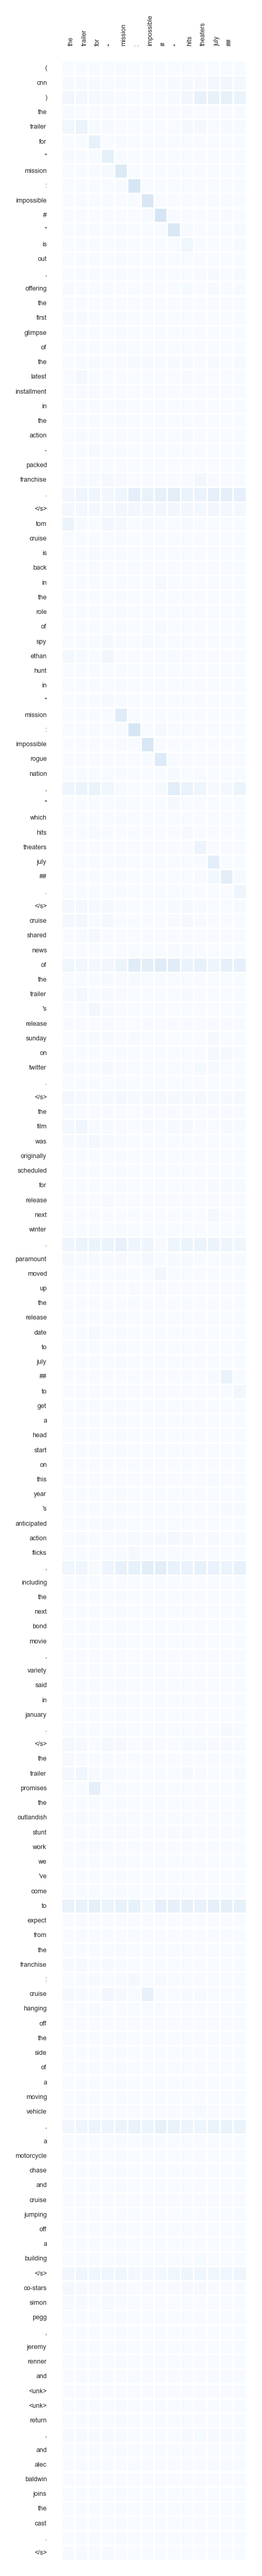 the
trailer
for
"
mission
:
impossible
#
"
hits
theaters
july
##
(
cnn
)
the
trailer
for
"
mission
:
impossible
#
"
is
out
,
offering
the
first
glimpse
of
the
latest
installment
in
the
action
-
packed
franchise
.
</s>
tom
cruise
is
back
in
the
role
of
spy
ethan
hunt
in
"
mission
:
impossible
rogue
nation
,
"
which
hits
theaters
july
##
.
</s>
cruise
shared
news
of
the
trailer
's
release
sunday
on
twitter
.
</s>
the
film
was
originally
scheduled
for
release
next
winter
.
paramount
moved
up
the
release
date
to
july
##
to
get
a
head
start
on
this
year
's
anticipated
action
flicks
,
including
the
next
bond
movie
,
variety
said
in
january
.
</s>
the
trailer
promises
the
outlandish
stunt
work
we
've
come
to
expect
from
the
franchise
:
cruise
hanging
off
the
side
of
a
moving
vehicle
,
a
motorcycle
chase
and
cruise
jumping
off
a
building
</s>
co-stars
simon
pegg
,
jeremy
renner
and
<unk>
<unk>
return
,
and
alec
baldwin
joins
the
cast
.
</s>